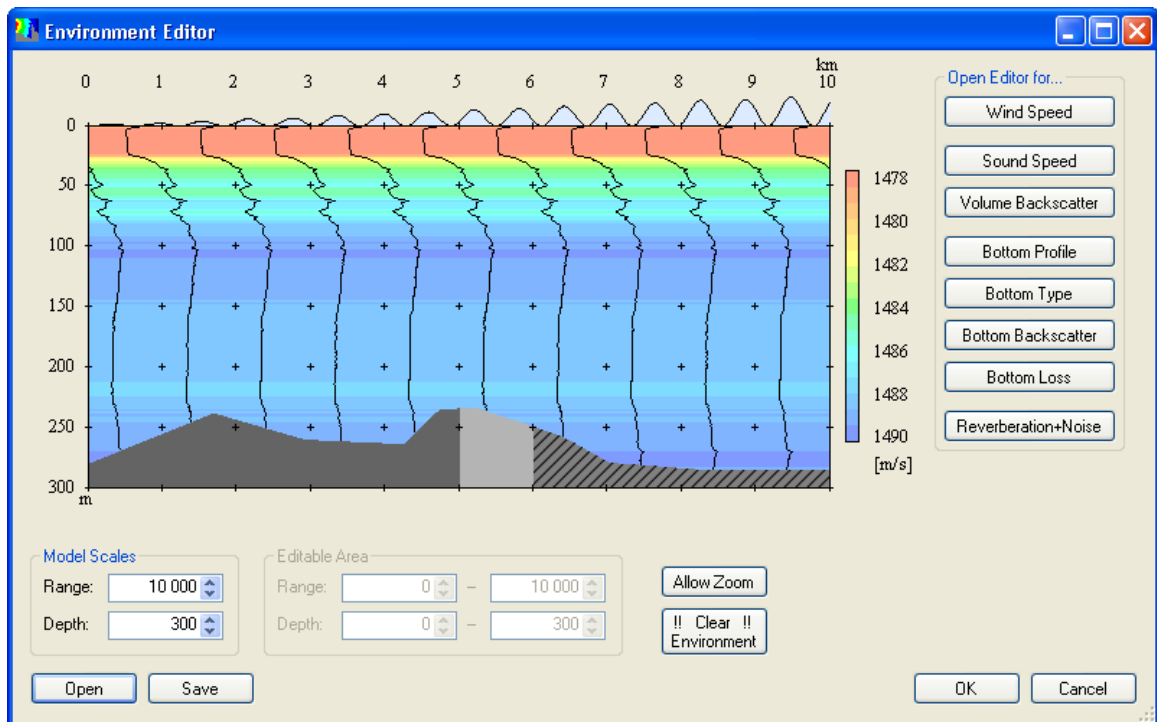 Environment Editor
km
0 1 2 3 4 5 6 7 8 9 10
0
50
100
150
200
250
300
m
1478
1480
1482
1484
1486
1488
1490
[m/s]
Open Editor for...
Wind Speed
Sound Speed
Volume Backscatter
Bottom Profile
Bottom Type
Bottom Backscatter
Bottom Loss
Reverberation+Noise
Model Scales
Range: 10 000
Depth: 300
Editable Area
Range: 0 – 10 000
Depth: 0 – 300
Allow Zoom
!! Clear !!
Environment
Open Save
OK Cancel